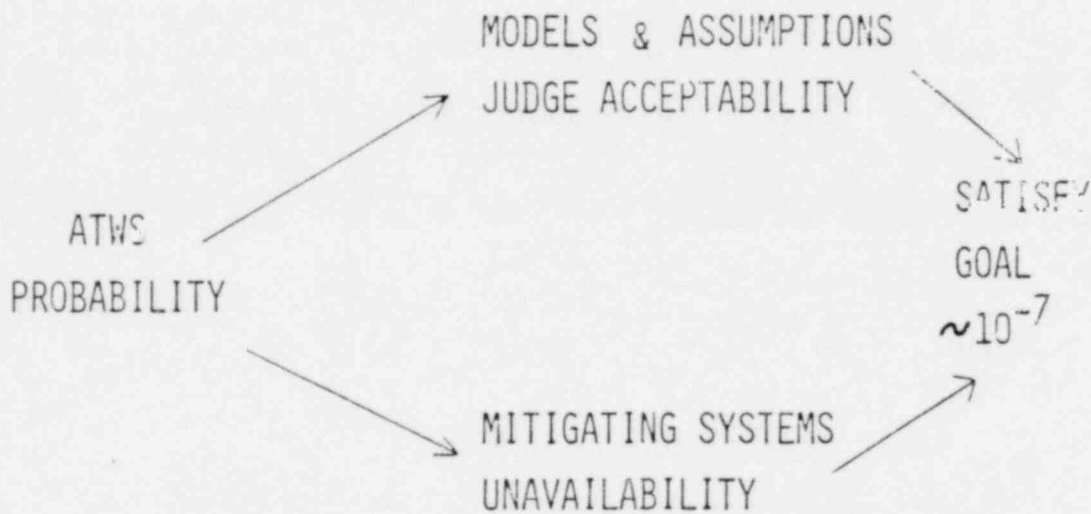 MODELS & ASSUMPTIONS
JUDGE ACCEPTABILITY
ATWS
PROBABILITY
SATISFY
GOAL
~10⁻⁷
MITIGATING SYSTEMS
UNAVAILABILITY